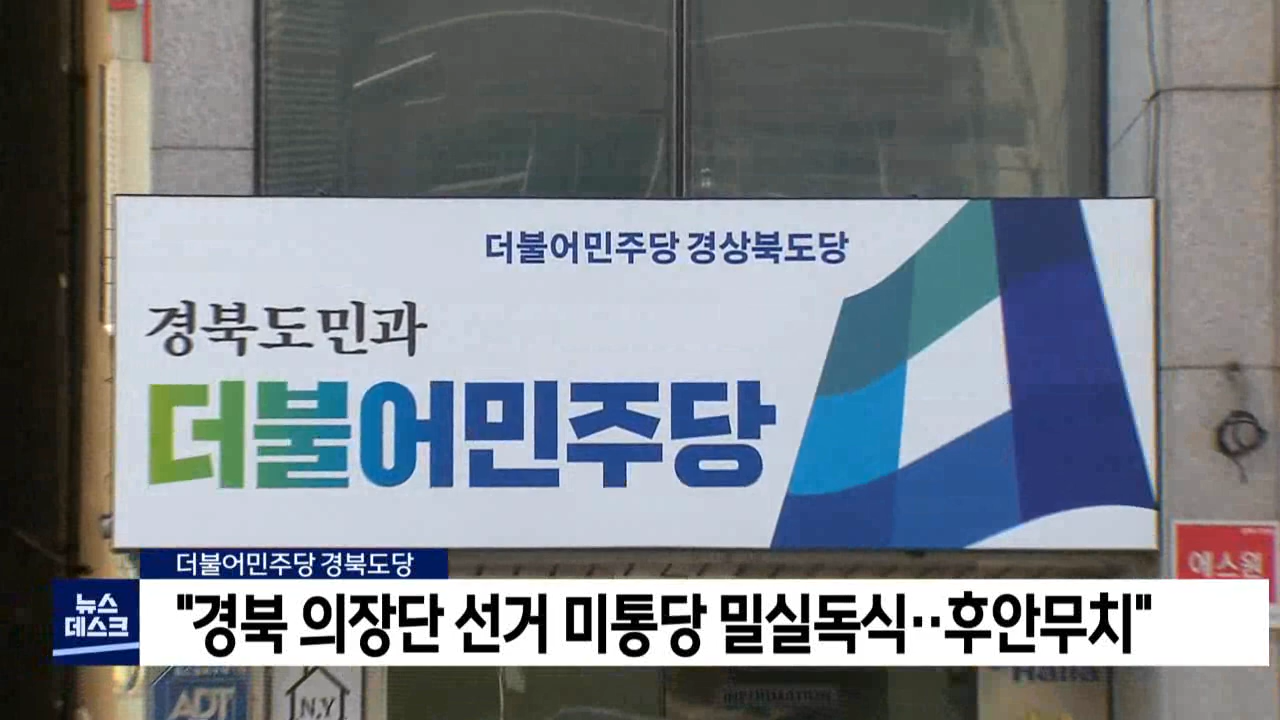 더불어민주당 경상북도당
경북도민과
더불어민주당
에스원
더불어민주당 경북도당
뉴스
데스크
"경북 의장단 선거 미통당 밀실독식‥후안무치"
ADT
N.Y
INFORMATION
Hana